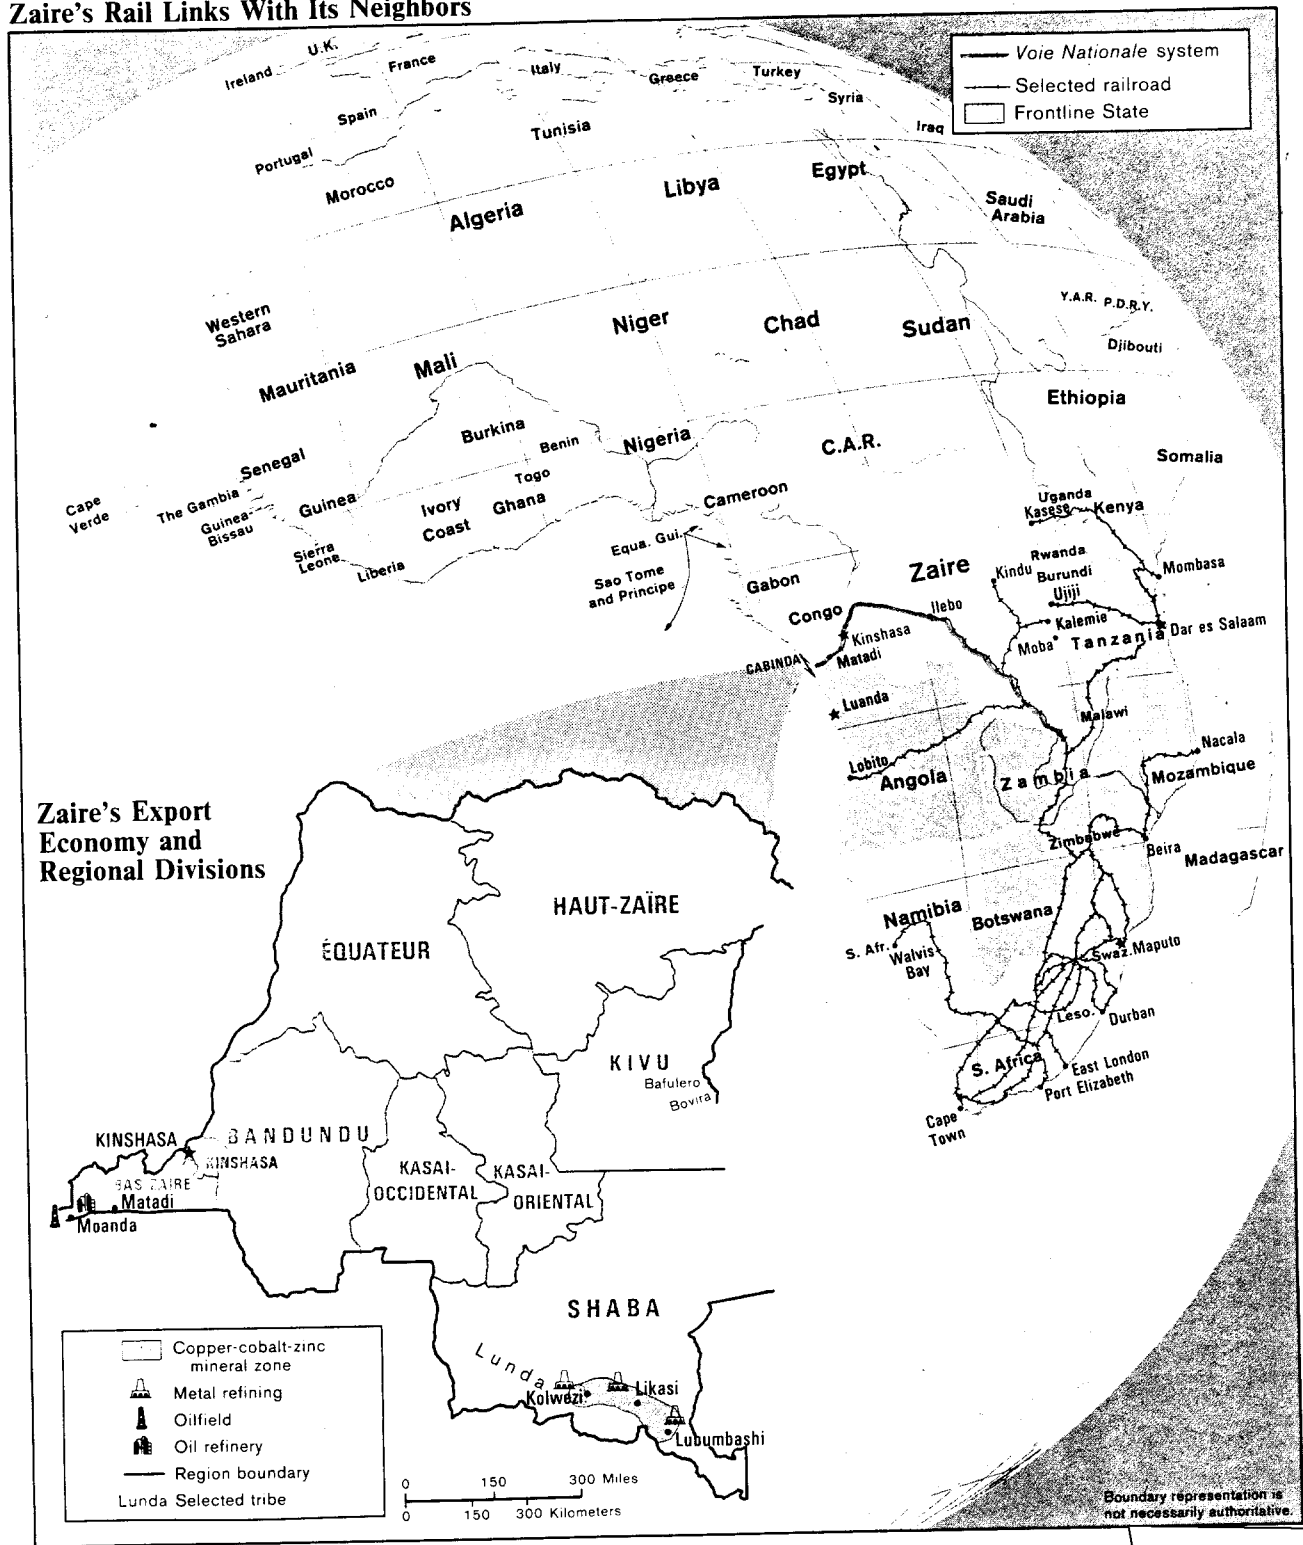 Zaire's Rail Links With Its Neighbors
Voie Nationale system
Selected railroad
Frontline State
Ireland
U.K.
France
Italy
Greece
Turkey
Syria
Iraq
Spain
Portugal
Tunisia
Morocco
Algeria
Libya
Egypt
Saudi
Arabia
Western
Sahara
Mauritania
Mali
Niger
Chad
Sudan
Y.A.R.
P.D.R.Y.
Djibouti
Ethiopia
Somalia
Burkina
Benin
Nigeria
C.A.R.
Cape
Verde
Senegal
The Gambia
Guinea-
Bissau
Guinea
Sierra
Leone
Liberia
Ivory
Coast
Ghana
Togo
Cameroon
Equa. Gui.
Sao Tome
and Principe
Gabon
Congo
Zaire
Uganda
Kasese
Kenya
Rwanda
Kindu
Burundi
Ujiji
Mombasa
Ilebo
Kinshasa
Matadi
CABINDA
Kalemie
Moba
Tanzania
Dar es Salaam
Luanda
Malawi
Lobito
Angola
Zambia
Nacala
Mozambique
Zimbabwe
Beira
Madagascar
Namibia
Botswana
S. Afr.
Walvis
Bay
Swaz.
Maputo
Leso.
Durban
S. Africa
East London
Port Elizabeth
Cape
Town
Zaire's Export
Economy and
Regional Divisions
HAUT-ZAÏRE
ÉQUATEUR
KIVU
Bafulero
Bovira
KINSHASA
BANDUNDU
KINSHASA
BAS ZAIRE
Matadi
Moanda
KASAI-
OCCIDENTAL
KASAI-
ORIENTAL
SHABA
Lunda
Kolwezi
Likasi
Lubumbashi
Copper-cobalt-zinc
mineral zone
Metal refining
Oilfield
Oil refinery
Region boundary
Lunda Selected tribe
0 150 300 Miles
0 150 300 Kilometers
Boundary representation is
not necessarily authoritative.